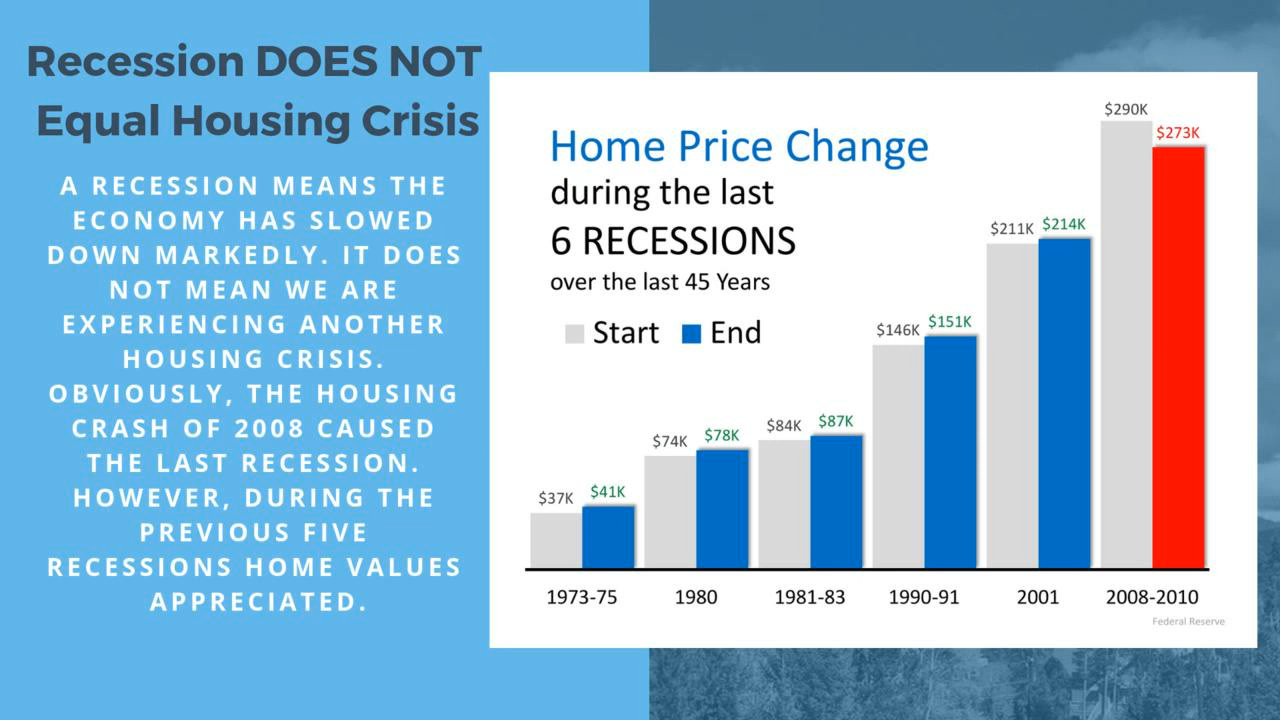 Recession DOES NOT
Equal Housing Crisis
A RECESSION MEANS THE
ECONOMY HAS SLOWED
DOWN MARKEDLY. IT DOES
NOT MEAN WE ARE
EXPERIENCING ANOTHER
HOUSING CRISIS.
OBVIOUSLY, THE HOUSING
CRASH OF 2008 CAUSED
THE LAST RECESSION.
HOWEVER, DURING THE
PREVIOUS FIVE
RECESSIONS HOME VALUES
APPRECIATED.
Home Price Change
during the last
6 RECESSIONS
over the last 45 Years
Start End
$37K $41K
$74K $78K
$84K $87K
$146K $151K
$211K $214K
$290K $273K
1973-75 1980 1981-83 1990-91 2001 2008-2010
Federal Reserve